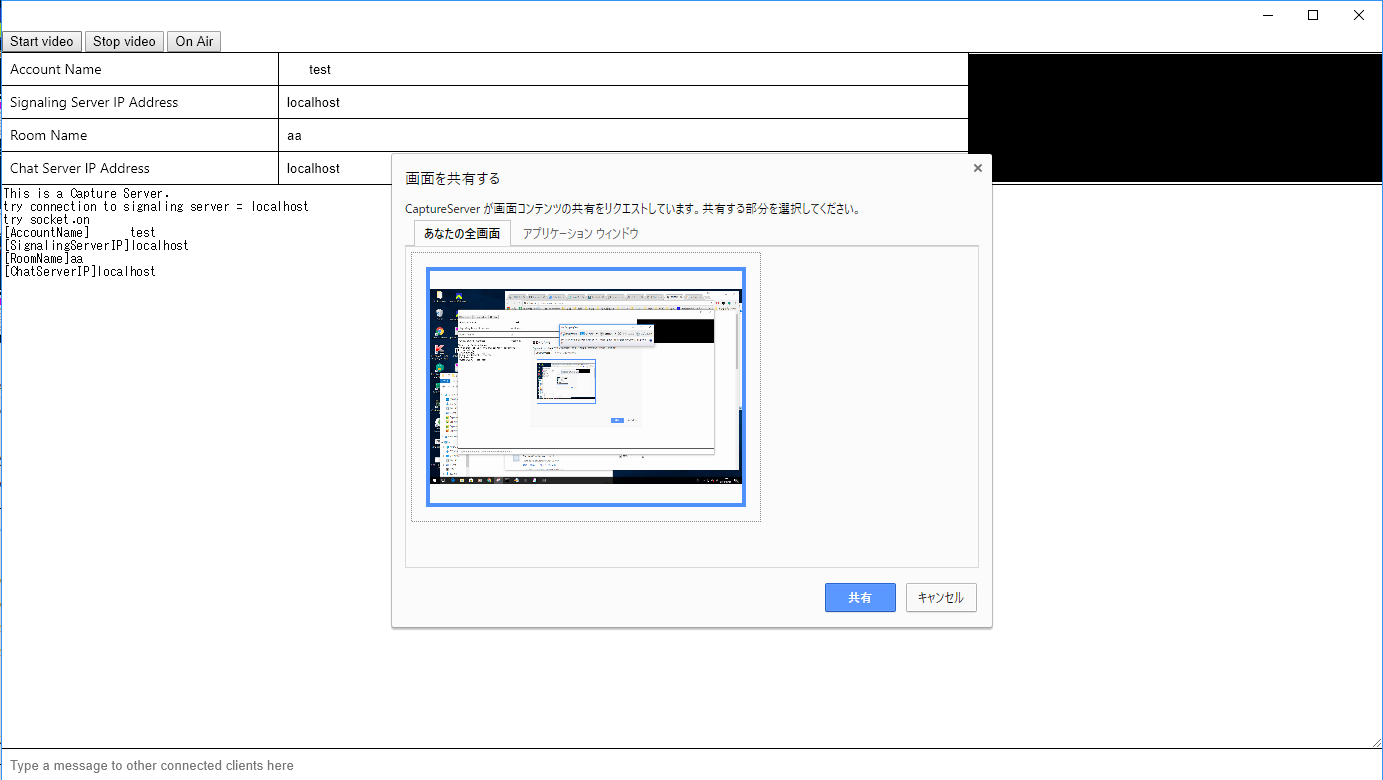 Start video Stop video On Air
Account Name test
Signaling Server IP Address localhost
Room Name aa
Chat Server IP Address localhost
This is a Capture Server.
try connection to signaling server = localhost
try socket.on
[AccountName] test
[SignalingServerIP]localhost
[RoomName]aa
[ChatServerIP]localhost
画面を共有する
CaptureServer が画面コンテンツの共有をリクエストしています。共有する部分を選択してください。
あなたの全画面 アプリケーション ウィンドウ
共有 キャンセル
Type a message to other connected clients here